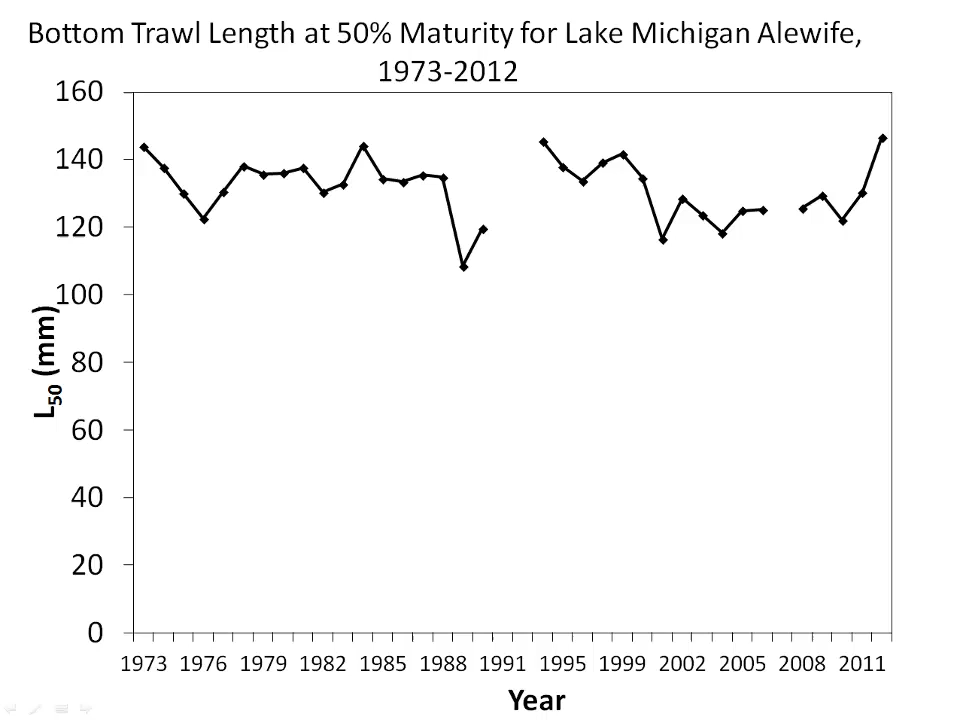 Bottom Trawl Length at 50% Maturity for Lake Michigan Alewife,
1973-2012
160
140
120
100
80
60
40
20
0
L50 (mm)
1973 1976 1979 1982 1985 1988 1991 1995 1999 2002 2005 2008 2011
Year